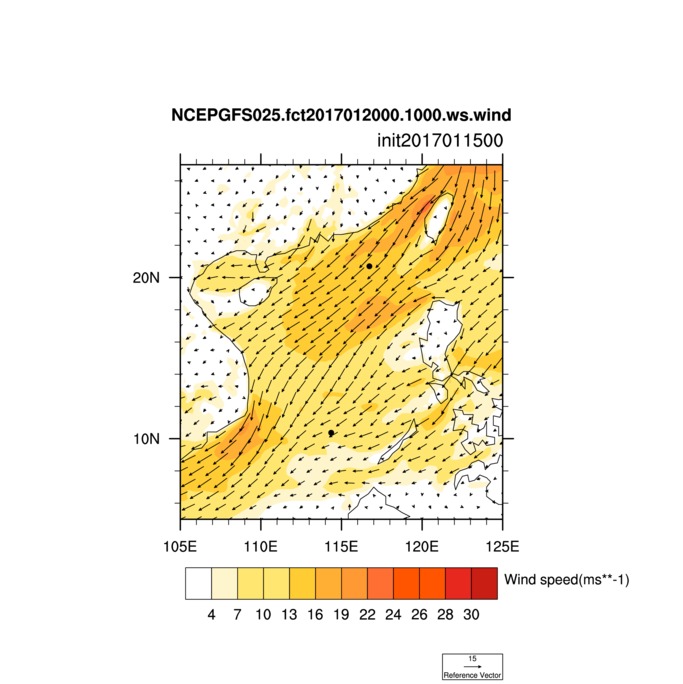 NCEPGFS025.fct2017012000.1000.ws.wind
init2017011500
20N
10N
105E 110E 115E 120E 125E
Wind speed(ms**-1)
4 7 10 13 16 19 22 24 26 28 30
15
Reference Vector